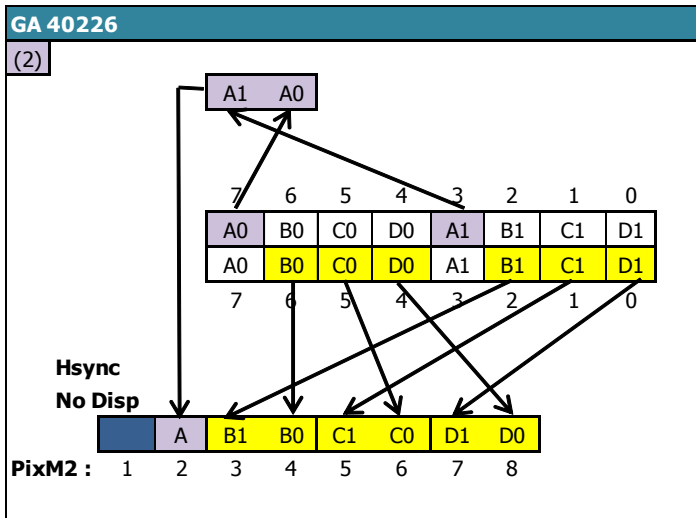 GA 40226
(2)
A1 A0
7 6 5 4 3 2 1 0
A0 B0 C0 D0 A1 B1 C1 D1
A0 B0 C0 D0 A1 B1 C1 D1
7 6 5 4 3 2 1 0
Hsync
No Disp
A B1 B0 C1 C0 D1 D0
PixM2 : 1 2 3 4 5 6 7 8